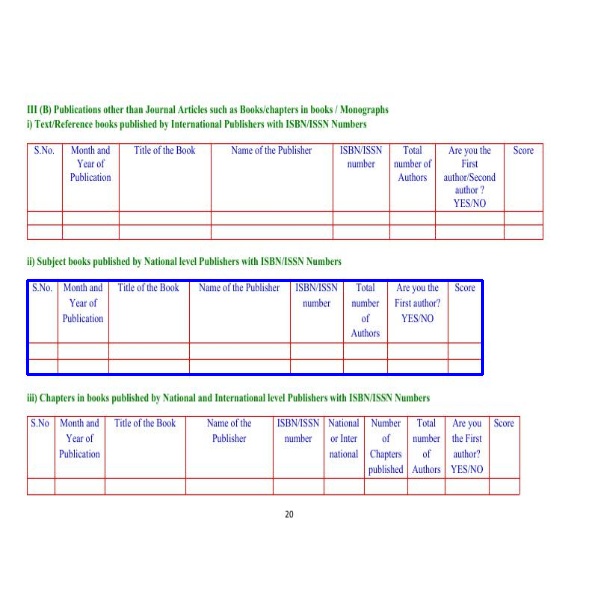 III (B) Publications other than Journal Articles such as Books/chapters in books / Monographs
i) Text/Reference books published by International Publishers with ISBN/ISSN Numbers
S.No. Month and Title of the Book Name of the Publisher ISBN/ISSN Total Are you the Score
Year of number number of First
Publication Authors author/Second
author ?
YES/NO
ii) Subject books published by National level Publishers with ISBN/ISSN Numbers
S.No. Month and Title of the Book Name of the Publisher ISBN/ISSN Total Are you the Score
Year of number number First author?
Publication of YES/NO
Authors
iii) Chapters in books published by National and International level Publishers with ISBN/ISSN Numbers
S.No Month and Title of the Book Name of the ISBN/ISSN National Number Total Are you Score
Year of Publisher number or Inter of number the First
Publication national Chapters of author?
published Authors YES/NO
20